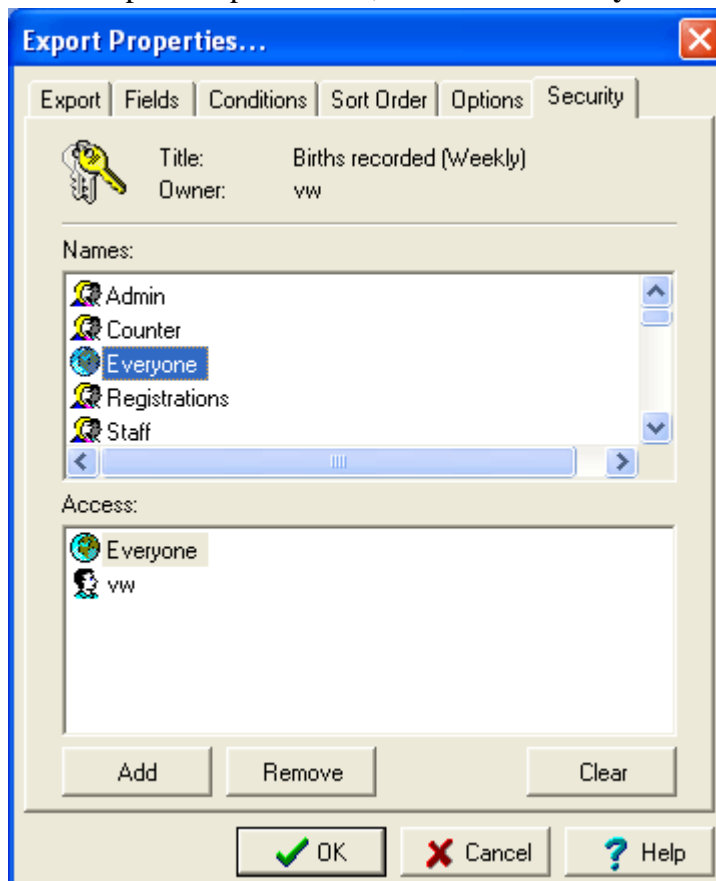 Export Properties...
Export Fields Conditions Sort Order Options Security
Title: Births recorded (Weekly)
Owner: vw
Names:
Admin
Counter
Everyone
Registrations
Staff
Access:
Everyone
vw
Add Remove Clear
OK Cancel ? Help